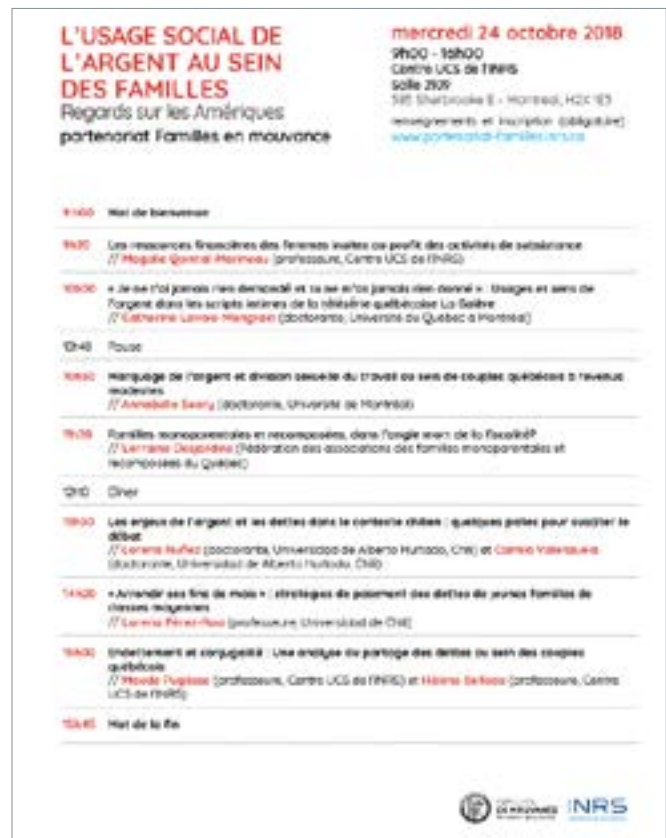 L'USAGE SOCIAL DE
L'ARGENT AU SEIN
DES FAMILLES
Regards sur les Amériques
partenariat Familles en mouvance
mercredi 24 octobre 2018
9h00 - 16h00
Centre UCS de l'INRS
Salle 2109
385 Sherbrooke E - Montréal, H2X 1E3
renseignements et inscription (obligatoire)
www.partenariat-familles.inrs.ca
Mot de bienvenue
Les ressources financières des femmes inuites au profit des activités de subsistance
// Magalie Quintal-Marineau (professeure, Centre UCS de l'INRS)
« Je ne t'ai jamais rien demandé et tu ne m'as jamais rien donné » : Usages et sens de
l'argent dans les scripts intimes de la télésérie québécoise La Galère
// Catherine Lavoie Mongrain (doctorante, Université du Québec à Montréal)
Pause
Marquage de l'argent et division sexuelle du travail au sein de couples québécois à revenus
modestes
// Annabelle Seery (doctorante, Université de Montréal)
Familles monoparentales et recomposées, dans l'angle mort de la fiscalité?
// Lorraine Desjardins (Fédération des associations des familles monoparentales et
recomposées du Québec)
12h10 Dîner
Les enjeux de l'argent et les dettes dans le contexte chilien : quelques pistes pour susciter le
débat
// Lorena Nuñez (doctorante, Universidad de Alberto Hurtado, Chili) et Camila Valenzuela
(doctorante, Universidad de Alberto Hurtado, Chili)
14h20 « Arrondir ses fins de mois » : stratégies de paiement des dettes de jeunes familles de
classes moyennes
// Lorena Pérez-Roa (professeure, Universidad de Chili)
15h00 Endettement et conjugalité : Une analyse du partage des dettes au sein des couples
québécois
// Maude Pugliese (professeure, Centre UCS de l'INRS) et Hélène Belleau (professeure, Centre
UCS de l'INRS)
15h45 Mot de la fin
INRS